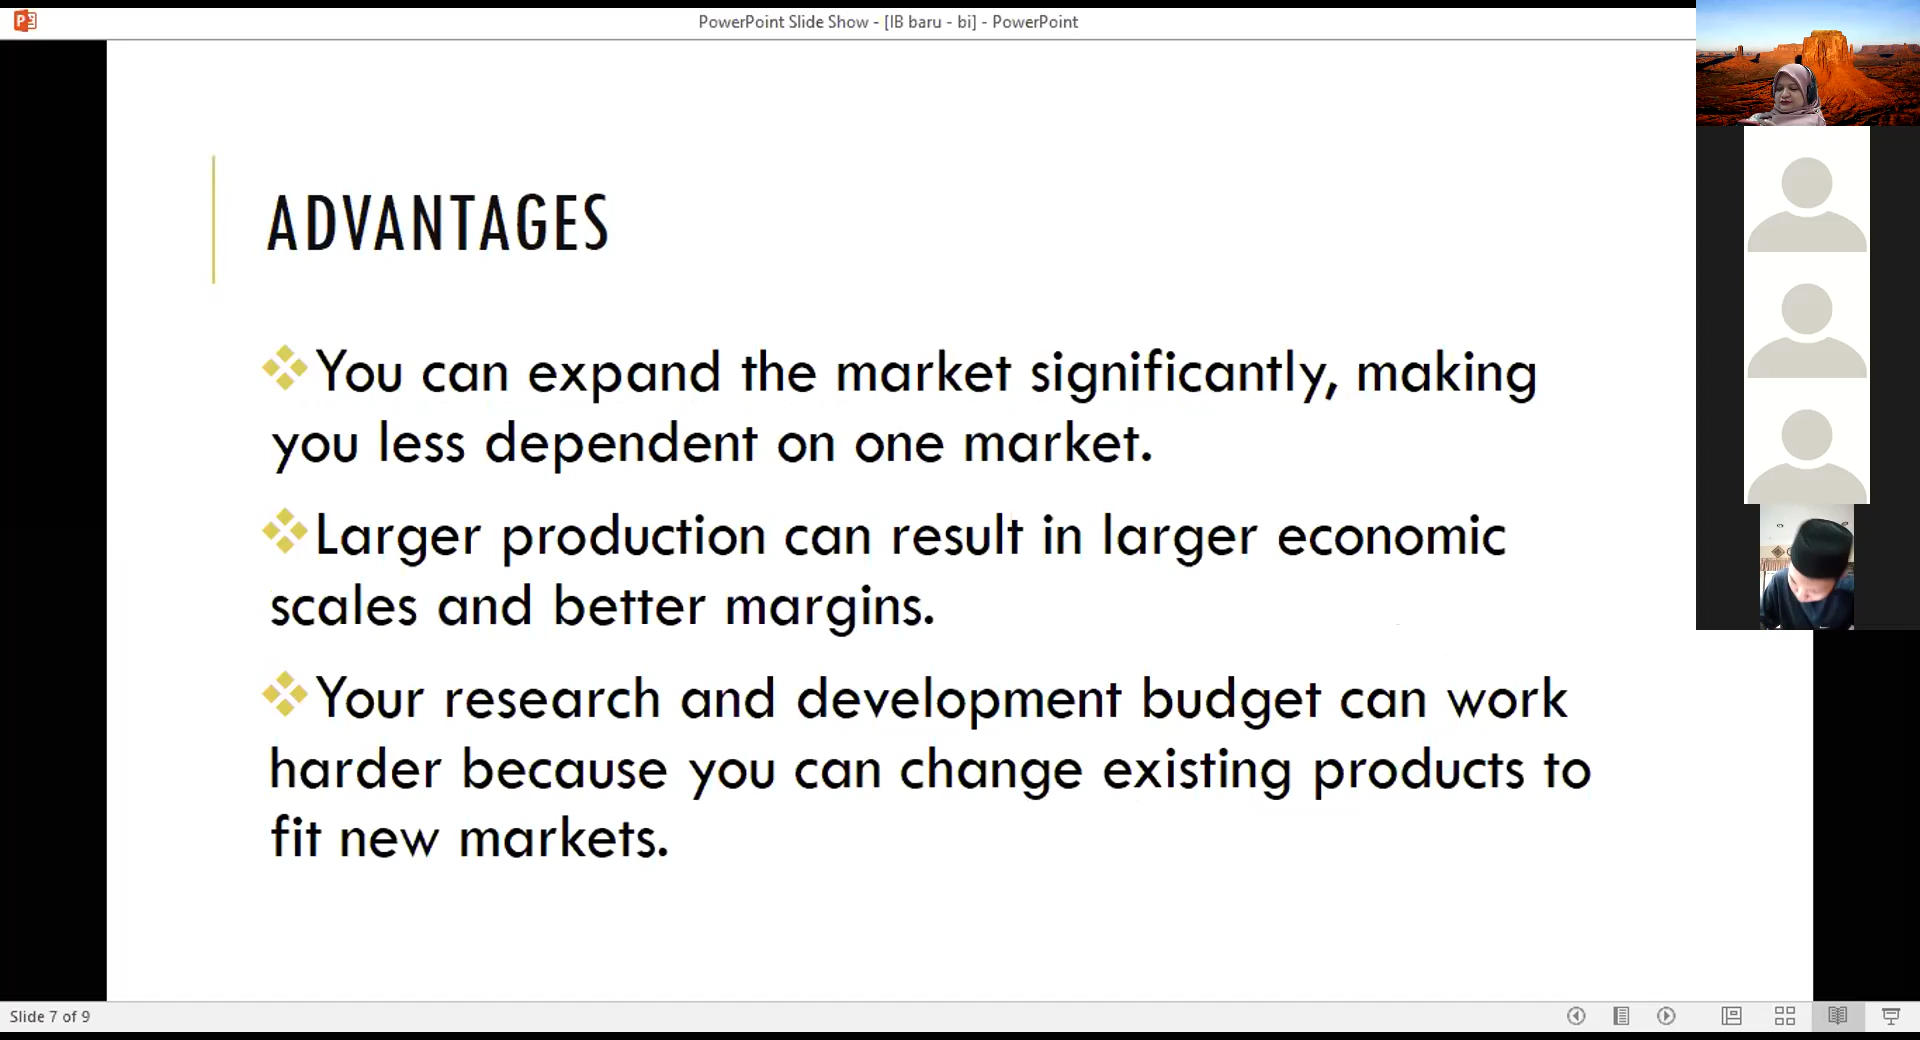 PowerPoint Slide Show - [IB baru - bi] - PowerPoint
ADVANTAGES
You can expand the market significantly, making
you less dependent on one market.
Larger production can result in larger economic
scales and better margins.
Your research and development budget can work
harder because you can change existing products to
fit new markets.
Slide 7 of 9